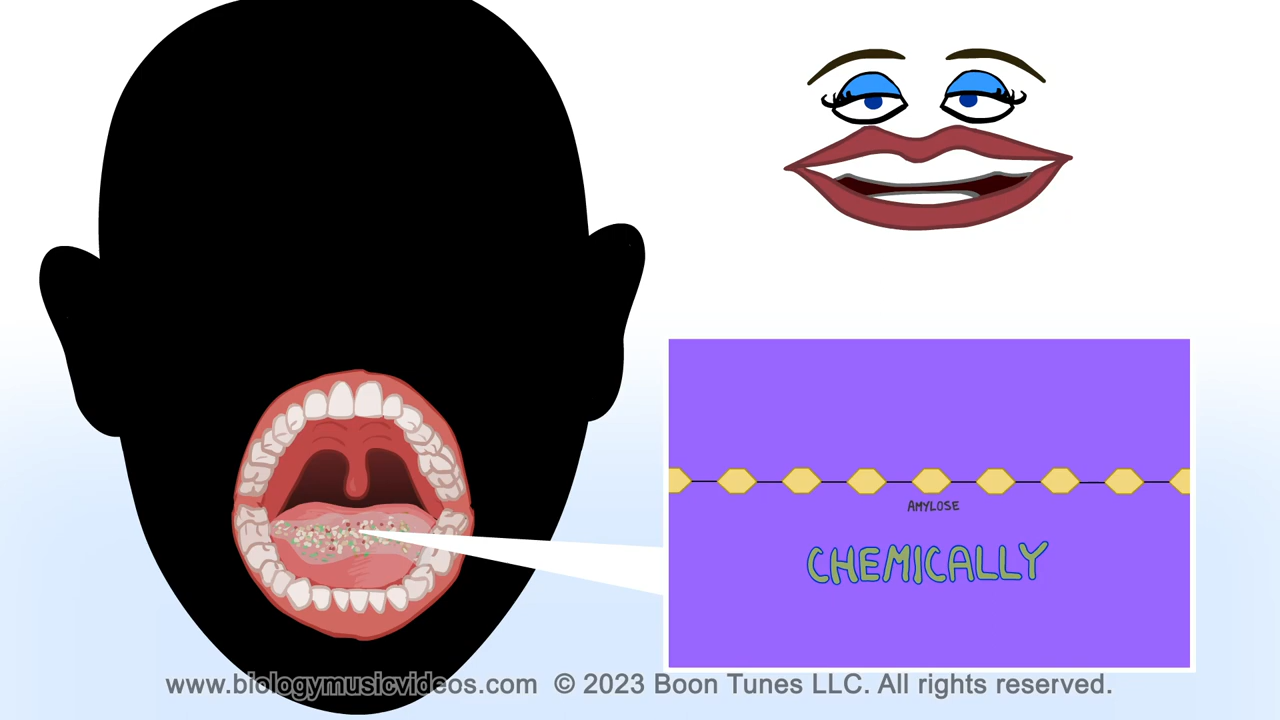 AMYLOSE
CHEMICALLY
www.biologymusicvideos.com © 2023 Boon Tunes LLC. All rights reserved.